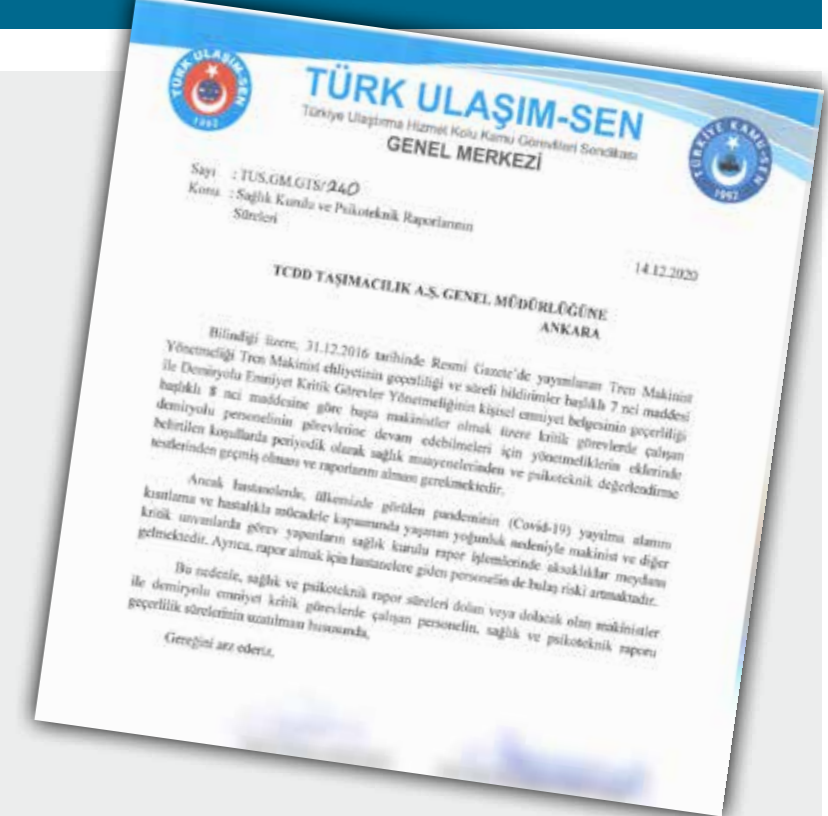 TÜRK ULAŞIM-SEN
1992
TÜRK ULAŞIM-SEN
Türkiye Ulaştırma Hizmet Kolu Kamu Görevlileri Sendikası
GENEL MERKEZİ
TÜRKİYE KAMU-SEN
1992
Sayı : TUS.GM.GTS/240
Konu : Sağlık Kurulu ve Psikoteknik Raporlarının
Süreleri
14.12.2020
TCDD TAŞIMACILIK A.Ş. GENEL MÜDÜRLÜĞÜNE
ANKARA
Bilindiği üzere, 31.12.2016 tarihinde Resmi Gazete'de yayımlanan Tren Makinist
Yönetmeliği Tren Makinist ehliyetinin geçerliliği ve süreli bildirimler başlıklı 7 nci maddesi
ile Demiryolu Emniyet Kritik Görevler Yönetmeliğinin kişisel emniyet belgesinin geçerliliği
başlıklı 8 nci maddesine göre başta makinistler olmak üzere kritik görevlerde çalışan
demiryolu personelinin görevlerine devam edebilmeleri için yönetmeliklerin eklerinde
belirtilen koşullarda periyodik olarak sağlık muayenelerinden ve psikoteknik değerlendirme
testlerinden geçmiş olması ve raporlarını alması gerekmektedir.
Ancak hastanelerde, ülkemizde görülen pandeminin (Covid-19) yayılma alanını
kısıtlama ve hastalıkla mücadele kapsamında yaşanan yoğunluk nedeniyle makinist ve diğer
kritik unvanlarda görev yapanların sağlık kurulu rapor işlemlerinde aksaklıklar meydana
gelmektedir. Ayrıca, rapor almak için hastanelere giden personelin de bulaş riski artmaktadır.
Bu nedenle, sağlık ve psikoteknik rapor süreleri dolan veya dolacak olan makinistler
ile demiryolu emniyet kritik görevlerde çalışan personelin, sağlık ve psikoteknik raporu
geçerlilik sürelerinin uzatılması hususunda,
Gereğini arz ederiz.